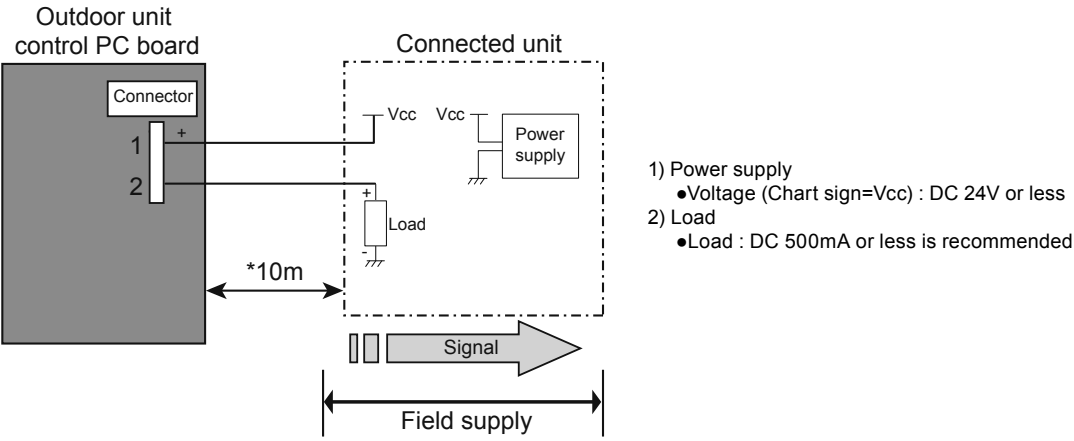 Outdoor unit
control PC board
Connected unit
Connector
Vcc
Vcc
Power
supply
1
+
2
+
Load
-
*10m
Signal
Field supply
1) Power supply
●Voltage (Chart sign=Vcc) : DC 24V or less
2) Load
●Load : DC 500mA or less is recommended